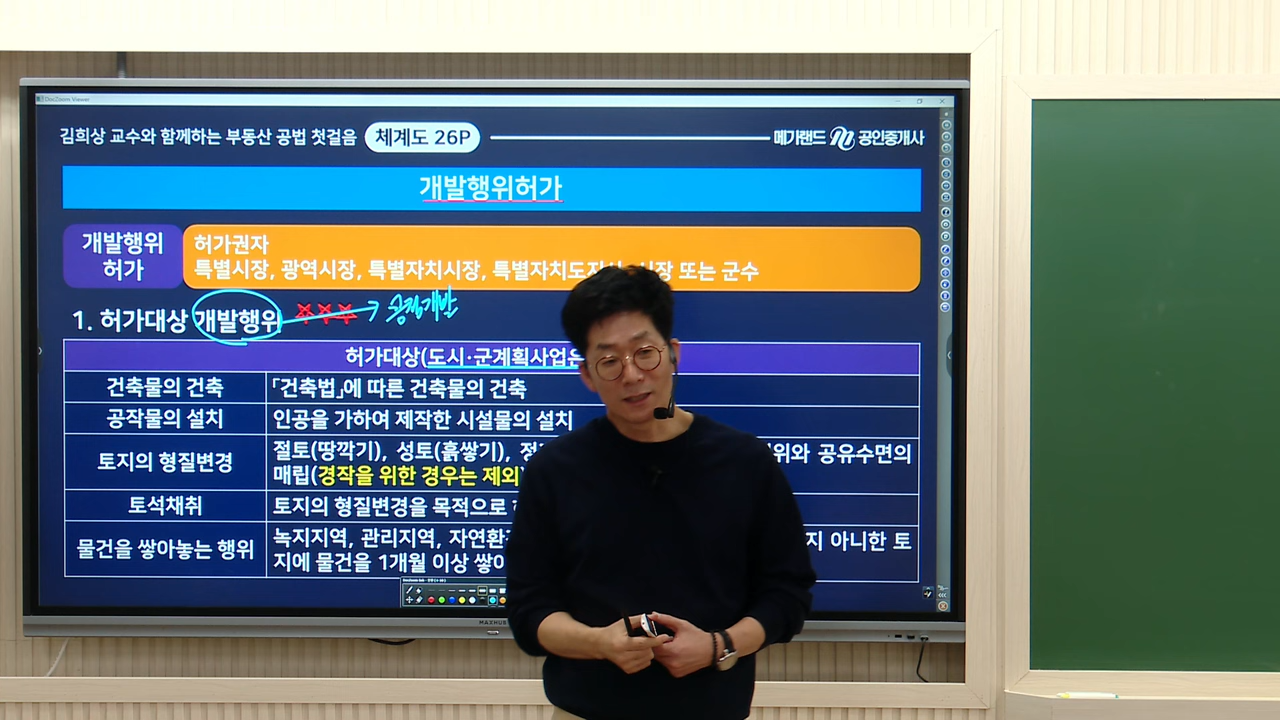 DocZoom Viewer
김희상 교수와 함께하는 부동산 공법 첫걸음 체계도 26P 메가랜드 공인중개사
개발행위허가
개발행위
허가
허가권자
특별시장, 광역시장, 특별자치시장, 특별자치도지사, 시장 또는 군수
1. 허가대상 개발행위
허가대상(도시·군계획사업은
건축물의 건축
「건축법」에 따른 건축물의 건축
공작물의 설치
인공을 가하여 제작한 시설물의 설치
토지의 형질변경
절토(땅깍기), 성토(흙쌓기), 위와 공유수면의
매립(경작을 위한 경우는 제외
토석채취
토지의 형질변경을 목적으로
물건을 쌓아놓는 행위
녹지지역, 관리지역, 자연환 지 아니한 토
지에 물건을 1개월 이상 쌓아
MAXHUB